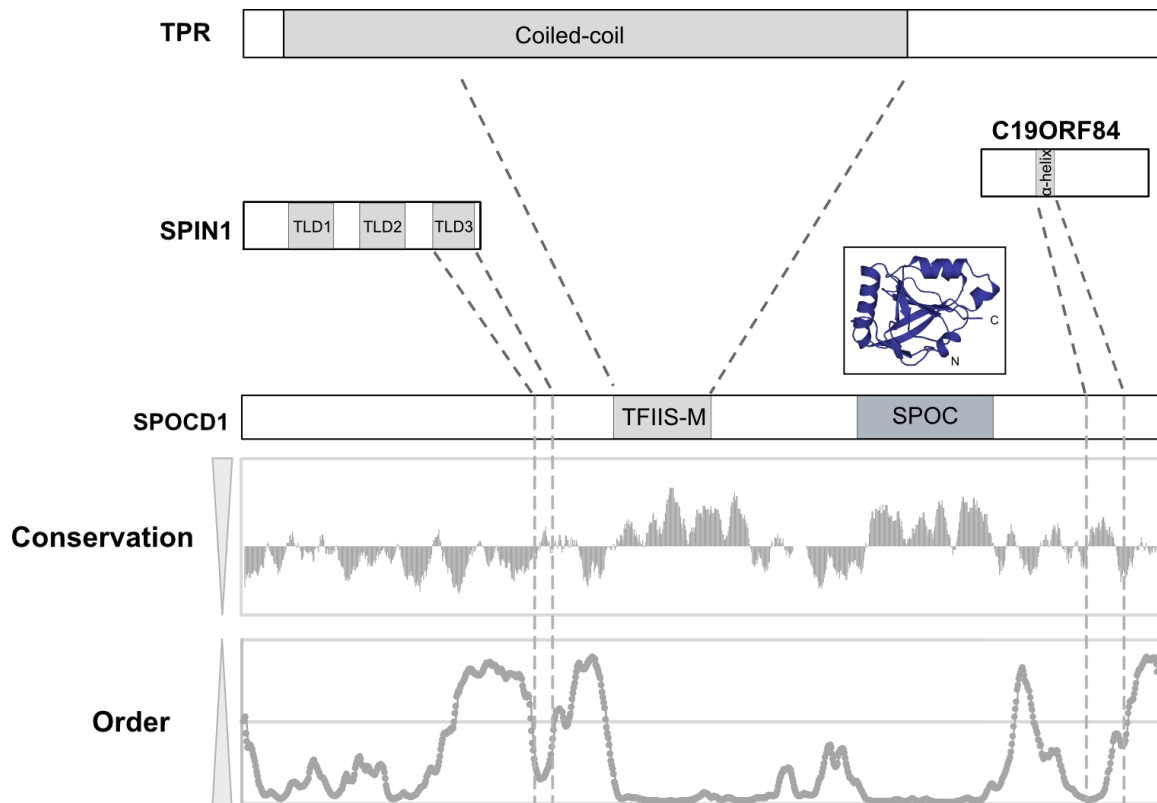 TPR
Coiled-coil
C19ORF84
α-helix
SPIN1
TLD1
TLD2
TLD3
C
N
SPOCD1
TFIIS-M
SPOC
Conservation
Order